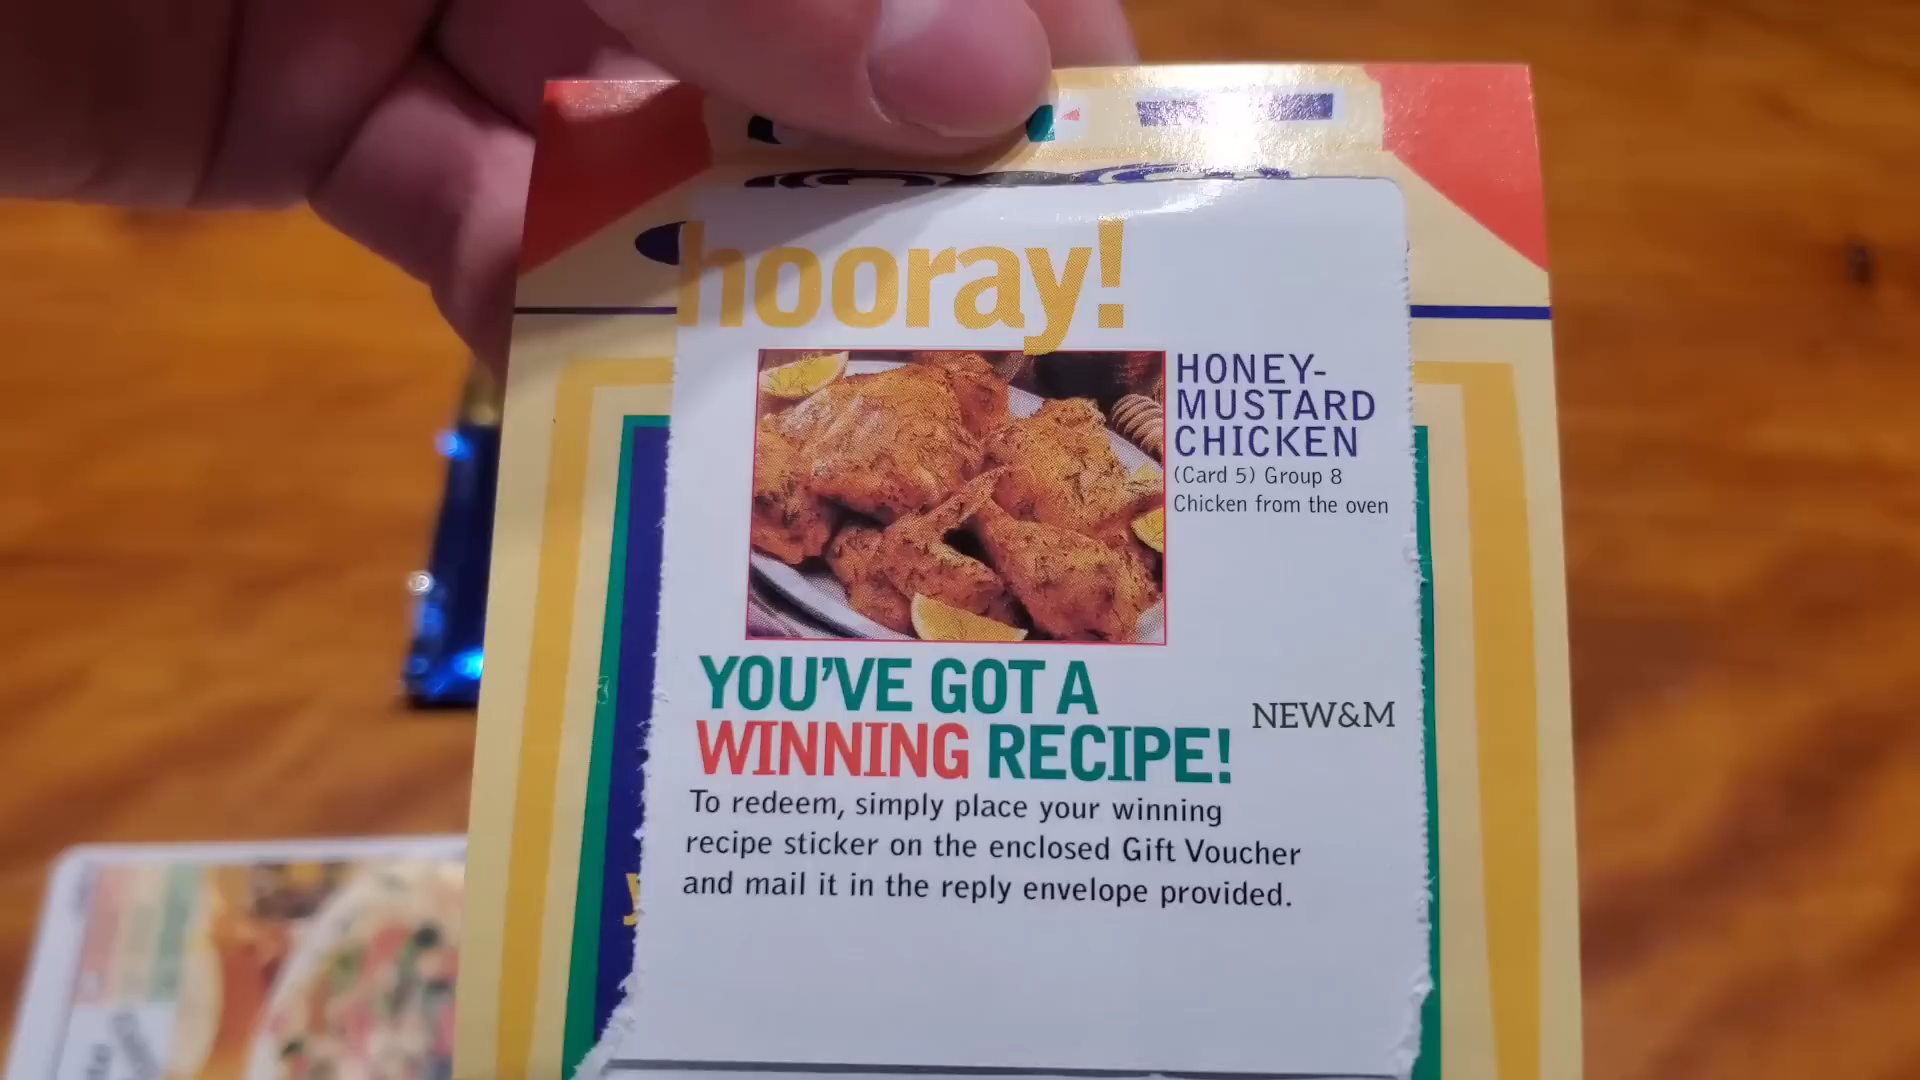 hooray!
HONEY-
MUSTARD
CHICKEN
(Card 5) Group 8
Chicken from the oven
YOU'VE GOT A
WINNING RECIPE!
NEW&M
To redeem, simply place your winning
recipe sticker on the enclosed Gift Voucher
and mail it in the reply envelope provided.